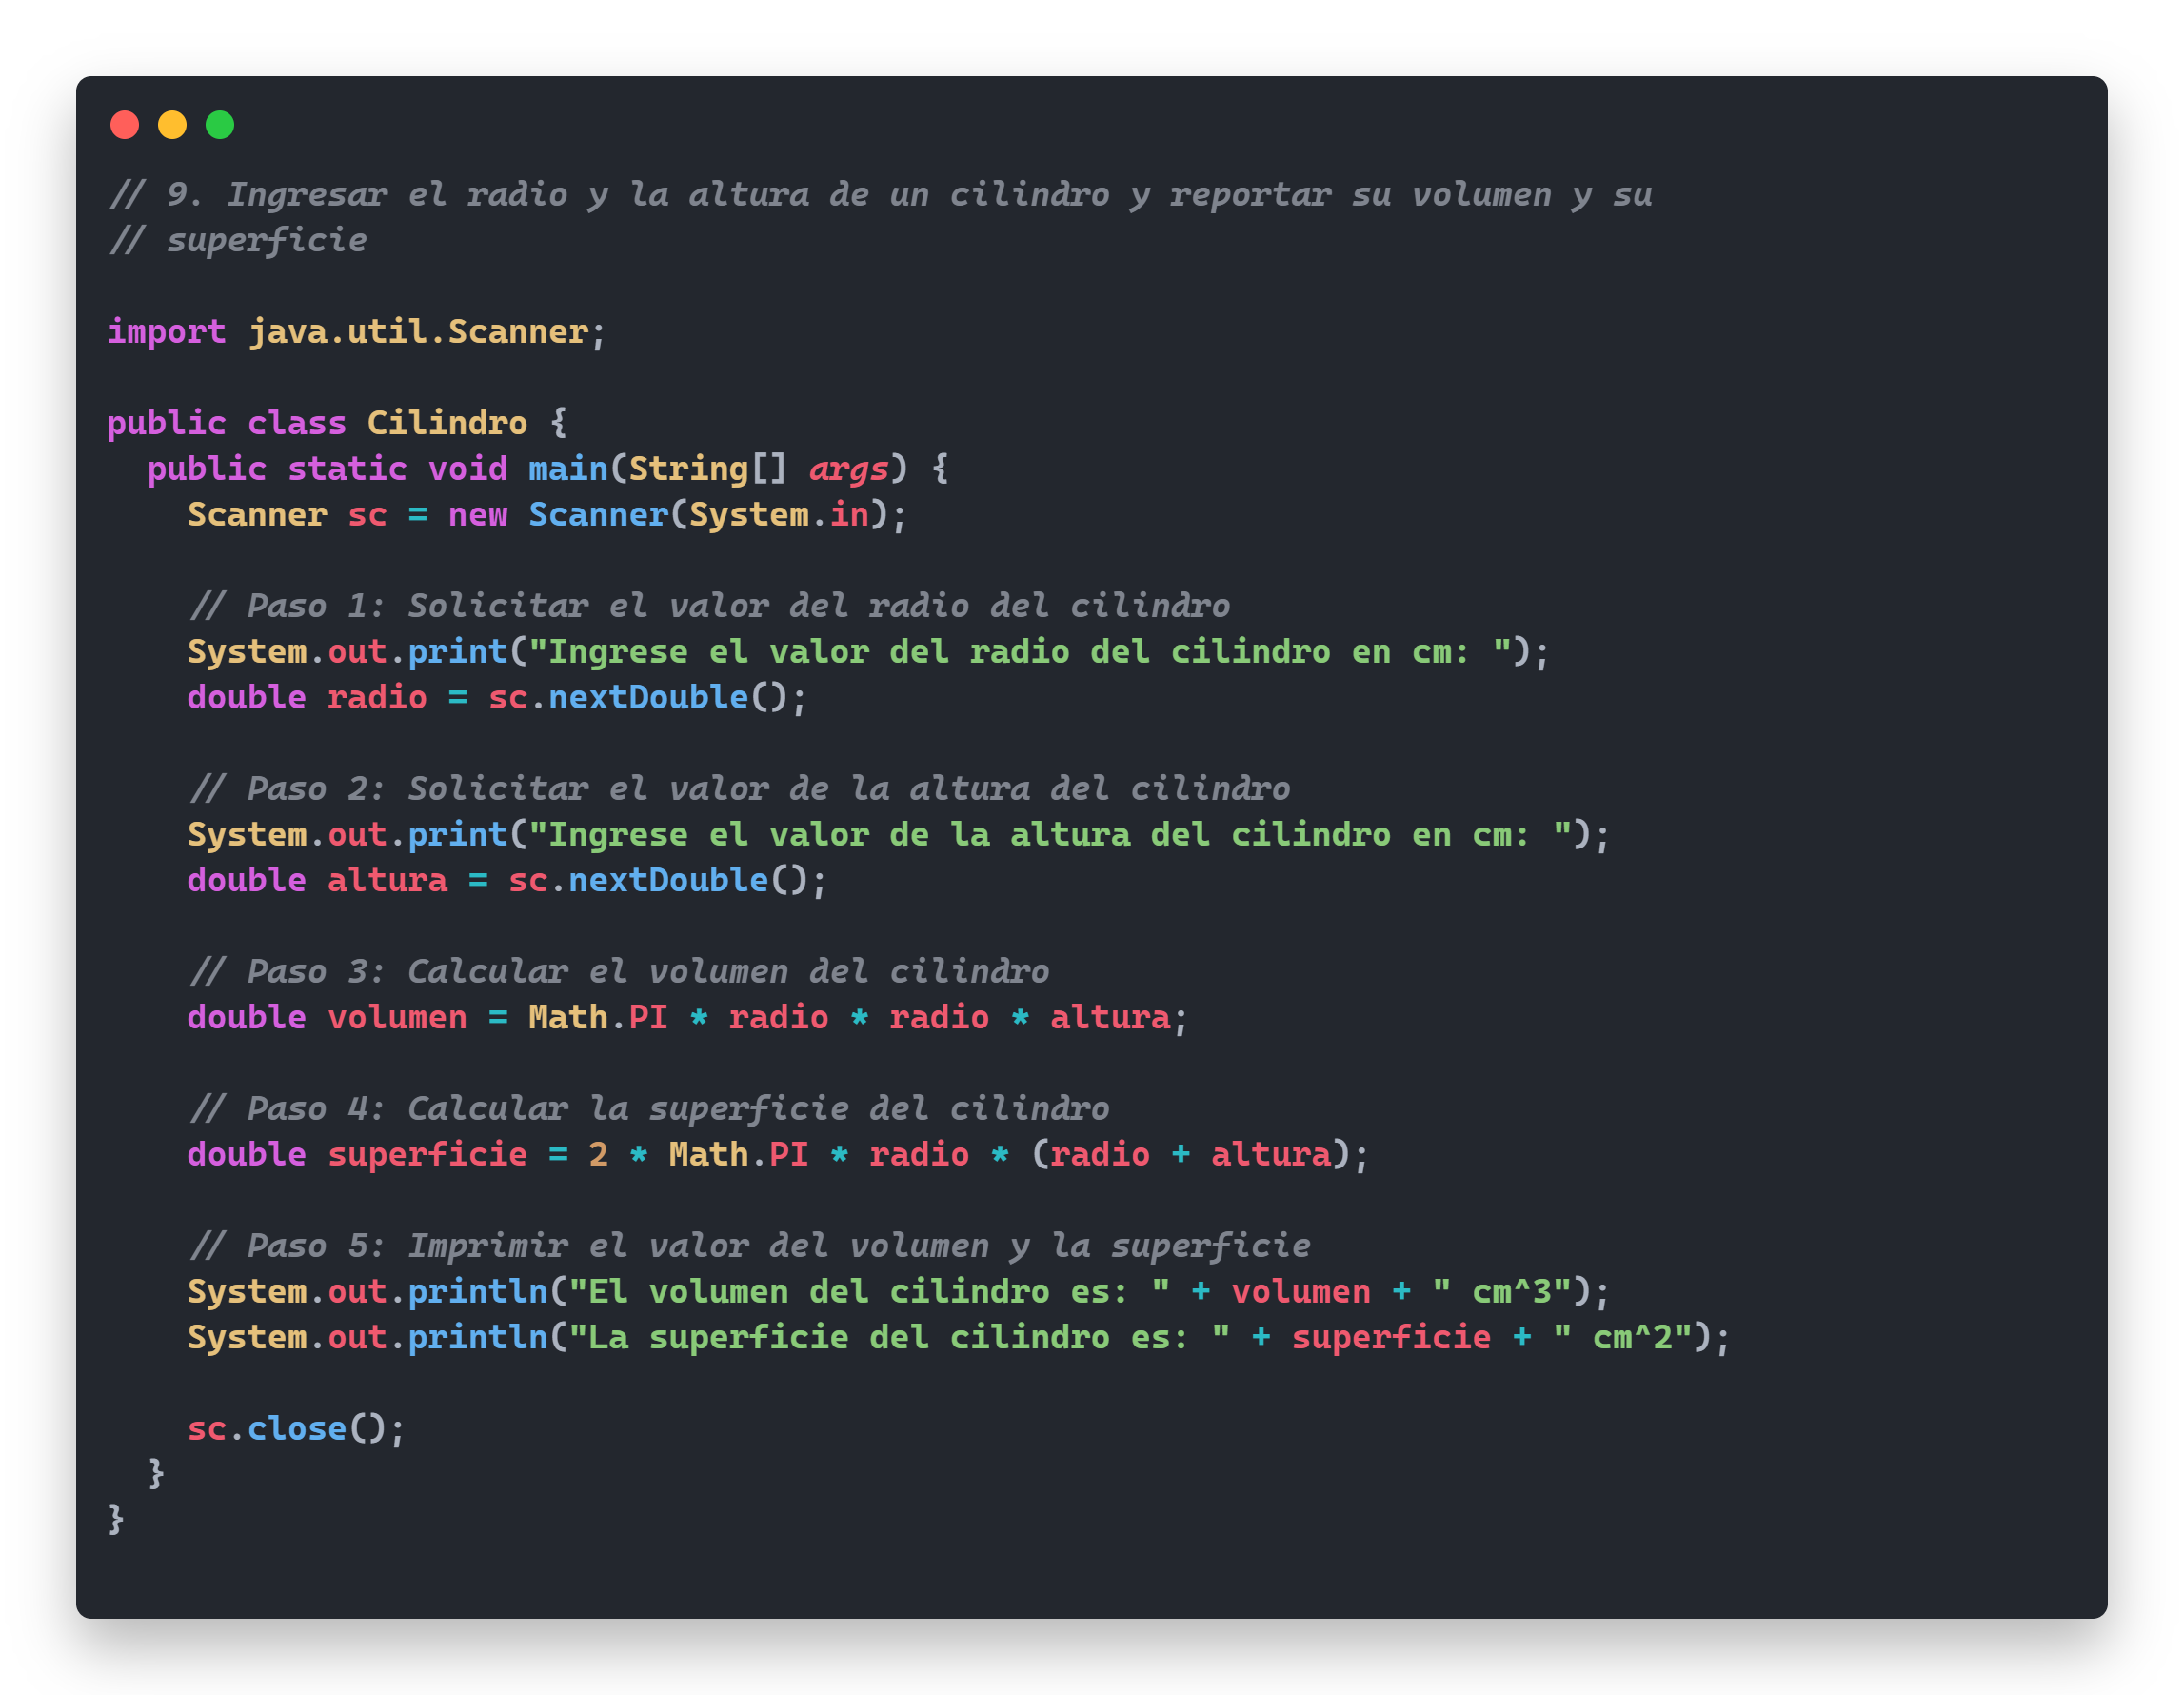 // 9. Ingresar el radio y la altura de un cilindro y reportar su volumen y su
// superficie

import java.util.Scanner;

public class Cilindro {
  public static void main(String[] args) {
    Scanner sc = new Scanner(System.in);

    // Paso 1: Solicitar el valor del radio del cilindro
    System.out.print("Ingrese el valor del radio del cilindro en cm: ");
    double radio = sc.nextDouble();

    // Paso 2: Solicitar el valor de la altura del cilindro
    System.out.print("Ingrese el valor de la altura del cilindro en cm: ");
    double altura = sc.nextDouble();

    // Paso 3: Calcular el volumen del cilindro
    double volumen = Math.PI * radio * radio * altura;

    // Paso 4: Calcular la superficie del cilindro
    double superficie = 2 * Math.PI * radio * (radio + altura);

    // Paso 5: Imprimir el valor del volumen y la superficie
    System.out.println("El volumen del cilindro es: " + volumen + " cm^3");
    System.out.println("La superficie del cilindro es: " + superficie + " cm^2");

    sc.close();
  }
}